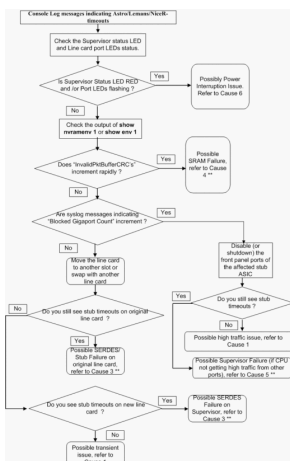 Console Log messages indicating Astro/Lemans/NiceR-
timeouts
Check the Supervisor status LED
and Line card port LEDs status.
Is Supervisor Status LED RED
and /or Port LEDs flashing ?
Yes
Possibly Power
Interruption Issue.
Refer to Cause 6
No
Check the output of show
nvramenv 1 or show env 1
Does "InvalidPktBufferCRC's"
increment rapidly ?
Yes
Possible
SRAM Failure,
refer to Cause
4 **
No
Are syslog messages indicating
"Blocked Gigaport Count" increment ?
Yes
No
Move the line card
to another slot or
swap with another
line card
Disable (or
shutdown) the
front panel ports
of the affected stub
ASIC
No
Do you still see stub timeouts on original
line card ?
Yes
Do you still see stub
timeouts ?
No
Possible high traffic issue, refer to
Cause 1
Yes
Possible SERDES/
Stub Failure on
original line card,
refer to Cause 3 **
Possible Supervisor Failure (if CPU
not getting high traffic from other
ports), refer to Cause 5 **
Do you see stub timeouts on new line
card ?
Yes
Possible SERDES
Failure on
Supervisor, refer to
Cause 3 **
No
Possible transient
issue, refer to